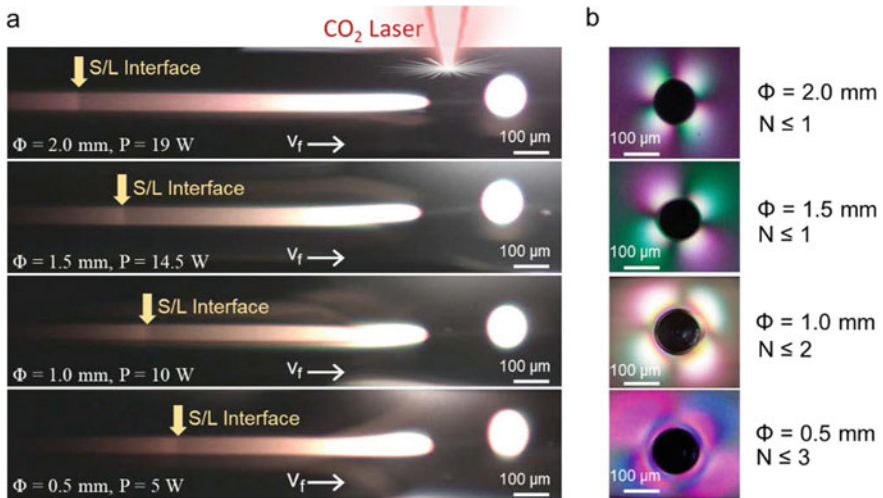 a
CO₂ Laser
S/L Interface
Φ = 2.0 mm, P = 19 W
Vf
100 µm
S/L Interface
Φ = 1.5 mm, P = 14.5 W
Vf
100 µm
S/L Interface
Φ = 1.0 mm, P = 10 W
Vf
100 µm
S/L Interface
Φ = 0.5 mm, P = 5 W
Vf
100 µm
b
100 µm
Φ = 2.0 mm
N ≤ 1
100 µm
Φ = 1.5 mm
N ≤ 1
100 µm
Φ = 1.0 mm
N ≤ 2
100 µm
Φ = 0.5 mm
N ≤ 3